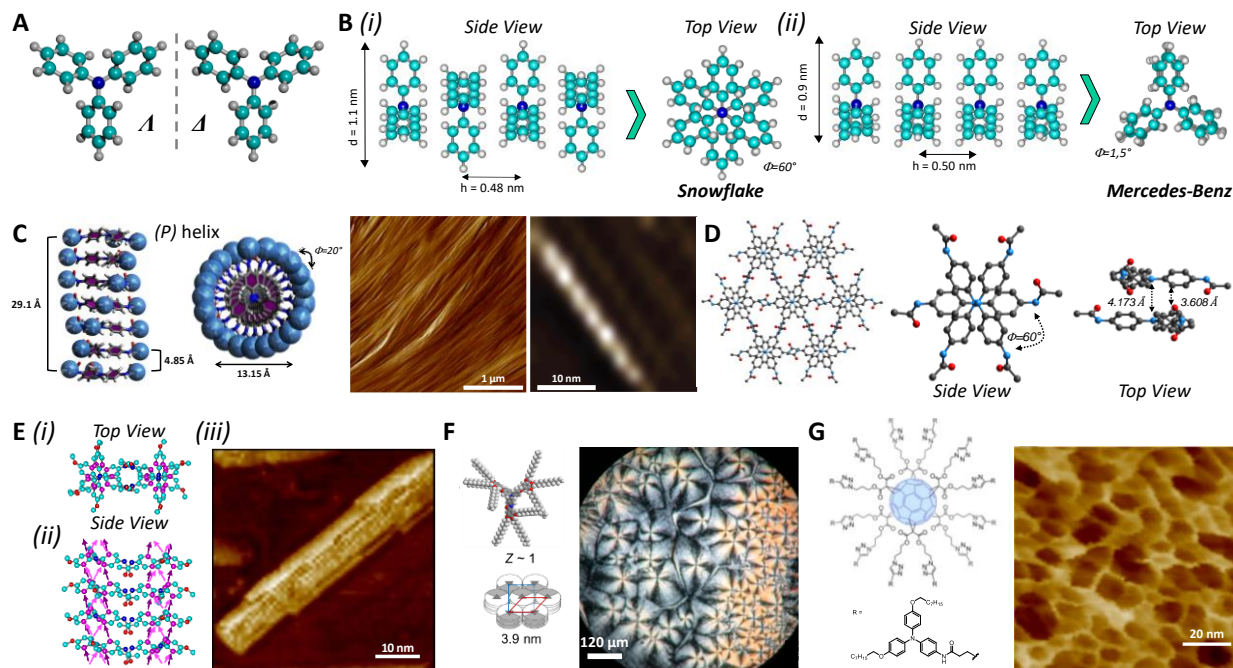 A
Λ
Δ
B (i)
Side View
Top View
d = 1.1 nm
h = 0.48 nm
Φ=60°
Snowflake
(ii)
Side View
Top View
d = 0.9 nm
h = 0.50 nm
Φ=1,5°
Mercedes-Benz
C
(P) helix
29.1 Å
4.85 Å
Φ=20°
13.15 Å
1 µm
10 nm
D
Φ=60°
Side View
4.173 Å
3.608 Å
Top View
E (i)
Top View
Side View
(ii)
(iii)
10 nm
F
Z ~ 1
3.9 nm
120 µm
G
R =
20 nm